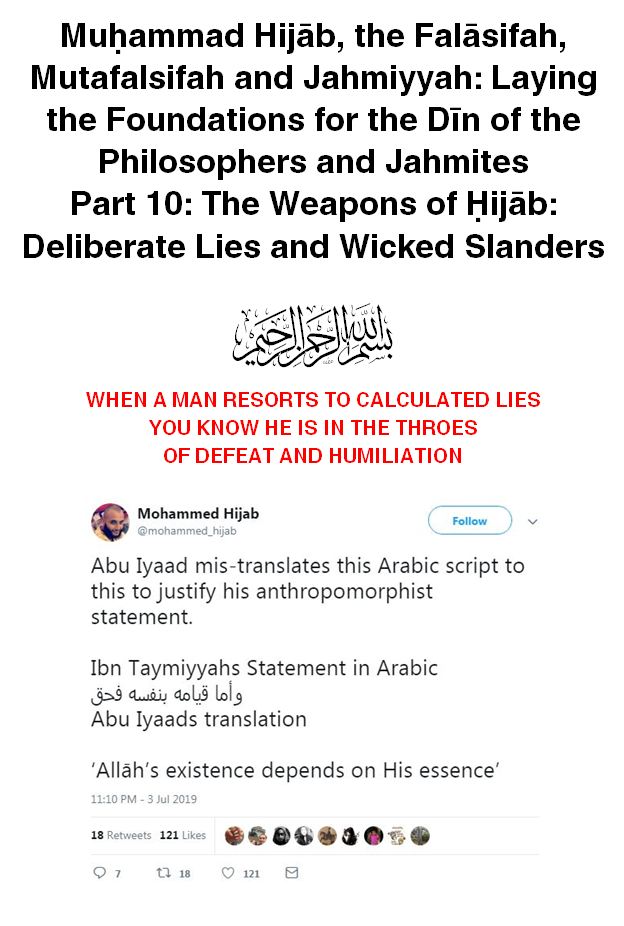 Muḥammad Hijāb, the Falāsifah,
Mutafalsifah and Jahmiyyah: Laying
the Foundations for the Dīn of the
Philosophers and Jahmites
Part 10: The Weapons of Ḥijāb:
Deliberate Lies and Wicked Slanders
بسم الله الرحمن الرحيم
WHEN A MAN RESORTS TO CALCULATED LIES
YOU KNOW HE IS IN THE THROES
OF DEFEAT AND HUMILIATION
Mohammed Hijab
@mohammed_hijab
Follow
Abu Iyaad mis-translates this Arabic script to
this to justify his anthropomorphist
statement.
Ibn Taymiyyahs Statement in Arabic
وأما قيامه بنفسه فحق
Abu Iyaads translation
‘Allāh’s existence depends on His essence’
11:10 PM - 3 Jul 2019
18 Retweets 121 Likes
7 18 121